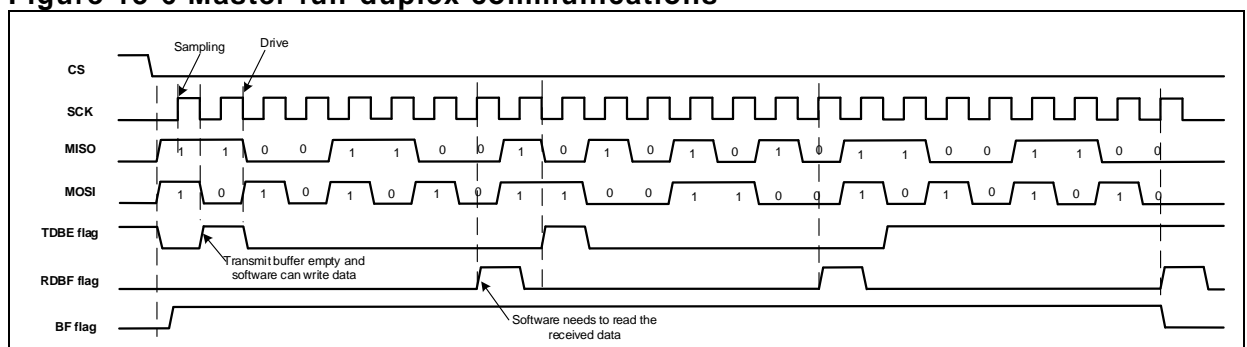 Figure Master full-duplex communications
Sampling Drive
CS
SCK
MISO 1 1 0 0 1 1 0 0 1 0 1 0 1 0 1 0 1 1 0 0 1 1 0 0
MOSI 1 0 1 0 1 0 1 0 1 1 0 0 1 1 0 0 1 0 1 0 1 0 1 0
TDBE flag
Transmit buffer empty and
software can write data
RDBF flag
Software needs to read the
received data
BF flag